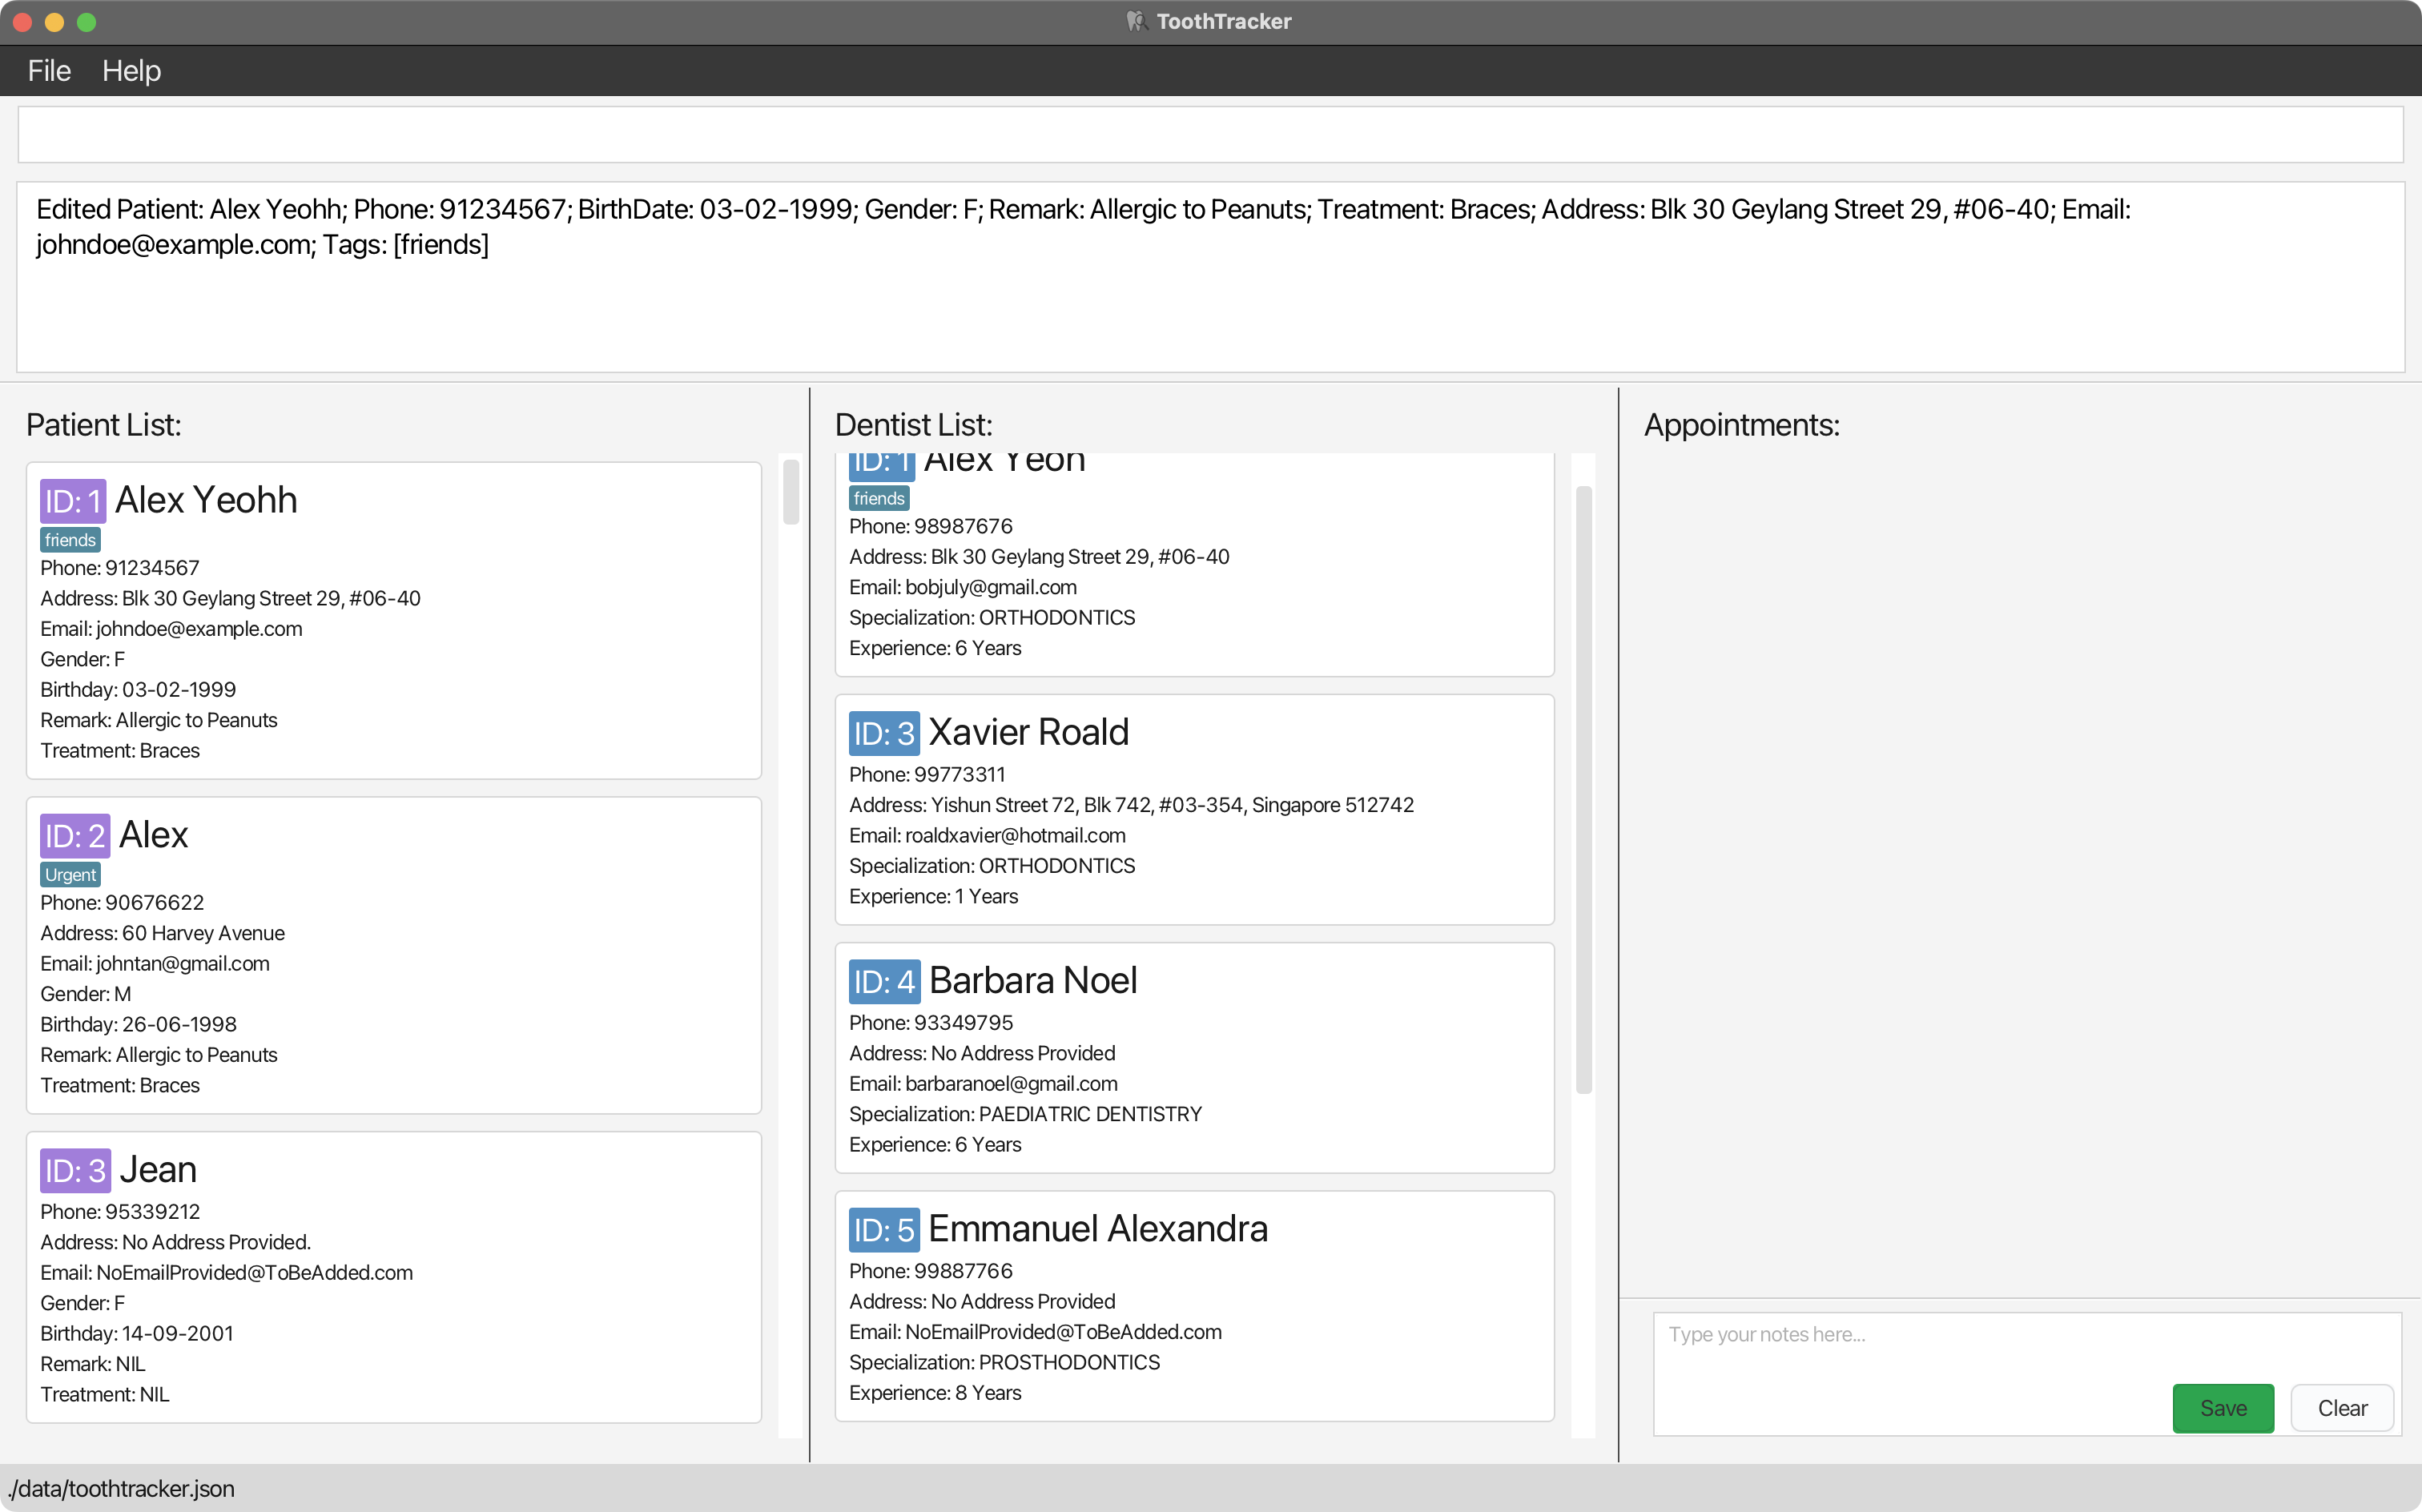 ToothTracker
File Help
Edited Patient: Alex Yeohh; Phone: 91234567; BirthDate: 03-02-1999; Gender: F; Remark: Allergic to Peanuts; Treatment: Braces; Address: Blk 30 Geylang Street 29, #06-40; Email:
johndoe@example.com; Tags: [friends]
Patient List:
ID: 1 Alex Yeohh
friends
Phone: 91234567
Address: Blk 30 Geylang Street 29, #06-40
Email: johndoe@example.com
Gender: F
Birthday: 03-02-1999
Remark: Allergic to Peanuts
Treatment: Braces
ID: 2 Alex
Urgent
Phone: 90676622
Address: 60 Harvey Avenue
Email: johntan@gmail.com
Gender: M
Birthday: 26-06-1998
Remark: Allergic to Peanuts
Treatment: Braces
ID: 3 Jean
Phone: 95339212
Address: No Address Provided.
Email: NoEmailProvided@ToBeAdded.com
Gender: F
Birthday: 14-09-2001
Remark: NIL
Treatment: NIL
Dentist List:
ID: 1 Alex Yeoh
friends
Phone: 98987676
Address: Blk 30 Geylang Street 29, #06-40
Email: bobjuly@gmail.com
Specialization: ORTHODONTICS
Experience: 6 Years
ID: 3 Xavier Roald
Phone: 99773311
Address: Yishun Street 72, Blk 742, #03-354, Singapore 512742
Email: roaldxavier@hotmail.com
Specialization: ORTHODONTICS
Experience: 1 Years
ID: 4 Barbara Noel
Phone: 93349795
Address: No Address Provided
Email: barbaranoel@gmail.com
Specialization: PAEDIATRIC DENTISTRY
Experience: 6 Years
ID: 5 Emmanuel Alexandra
Phone: 99887766
Address: No Address Provided
Email: NoEmailProvided@ToBeAdded.com
Specialization: PROSTHODONTICS
Experience: 8 Years
Appointments:
Type your notes here...
Save Clear
./data/toothtracker.json